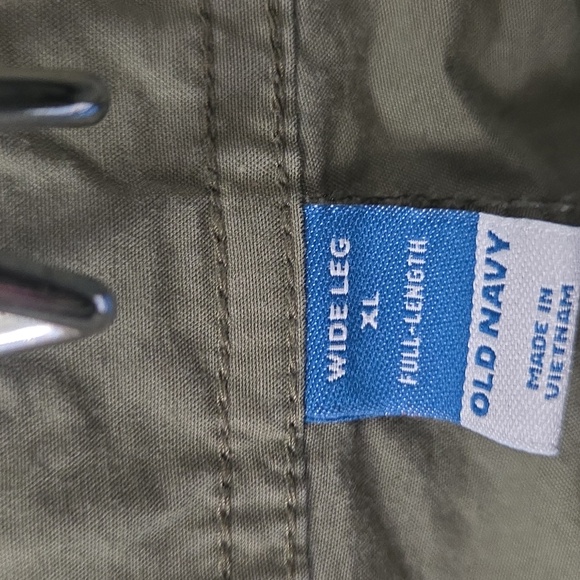 WIDE LEG
XL
FULL-LENGTH
OLD NAVY
MADE IN
VIETNAM